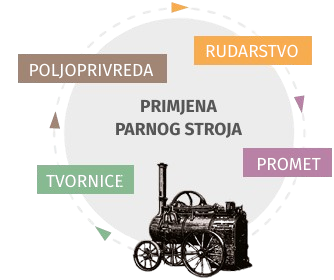 RUDARSTVO
POLJOPRIVREDA
PRIMJENA
PARNOG STROJA
PROMET
TVORNICE